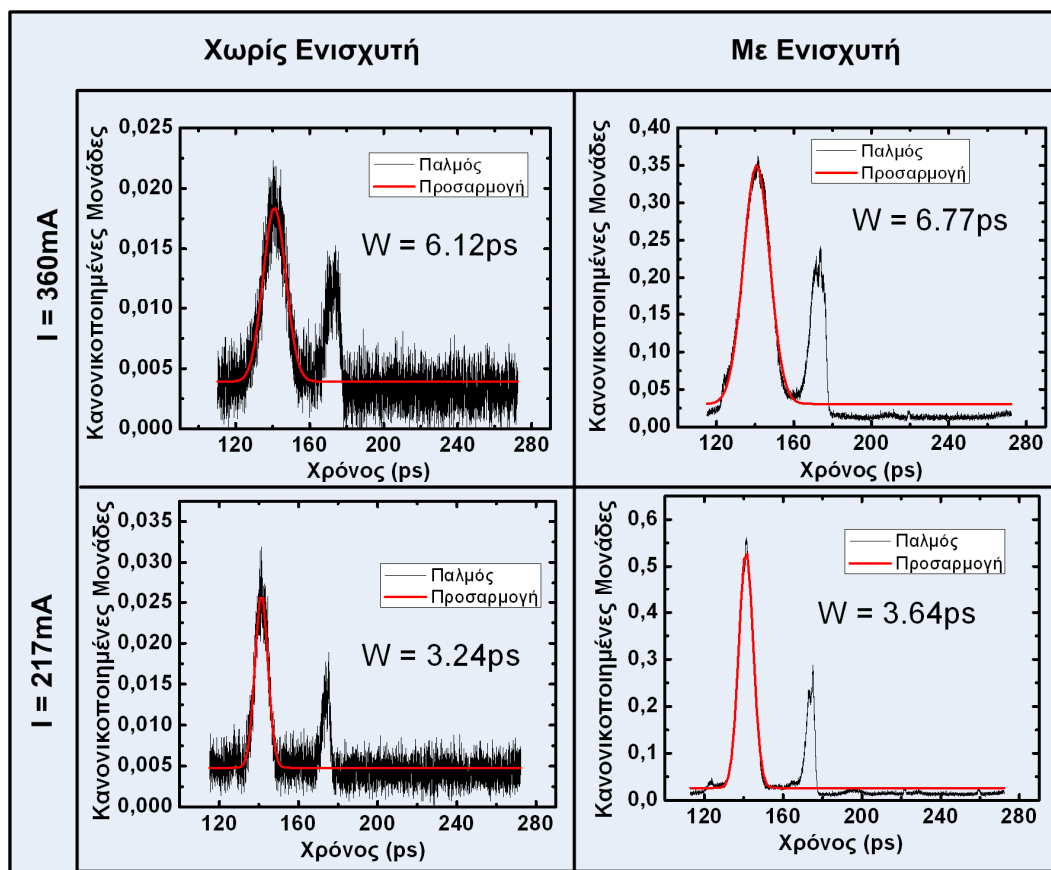 Χωρίς Ενισχυτή
Με Ενισχυτή
I = 360mA
Κανονικοποιημένες Μονάδες
0,025
0,020
0,015
0,010
0,005
0,000
Παλμός
Προσαρμογή
W = 6.12ps
120 160 200 240 280
Χρόνος (ps)
Κανονικοποιημένες Μονάδες
0,40
0,35
0,30
0,25
0,20
0,15
0,10
0,05
0,00
Παλμός
Προσαρμογή
W = 6.77ps
120 160 200 240 280
Χρόνος (ps)
I = 217mA
Κανονικοποιημένες Μονάδες
0,035
0,030
0,025
0,020
0,015
0,010
0,005
0,000
Παλμός
Προσαρμογή
W = 3.24ps
120 160 200 240 280
Χρόνος (ps)
Κανονικοποιημένες Μονάδες
0,6
0,5
0,4
0,3
0,2
0,1
0,0
Παλμός
Προσαρμογή
W = 3.64ps
120 160 200 240 280
Χρόνος (ps)